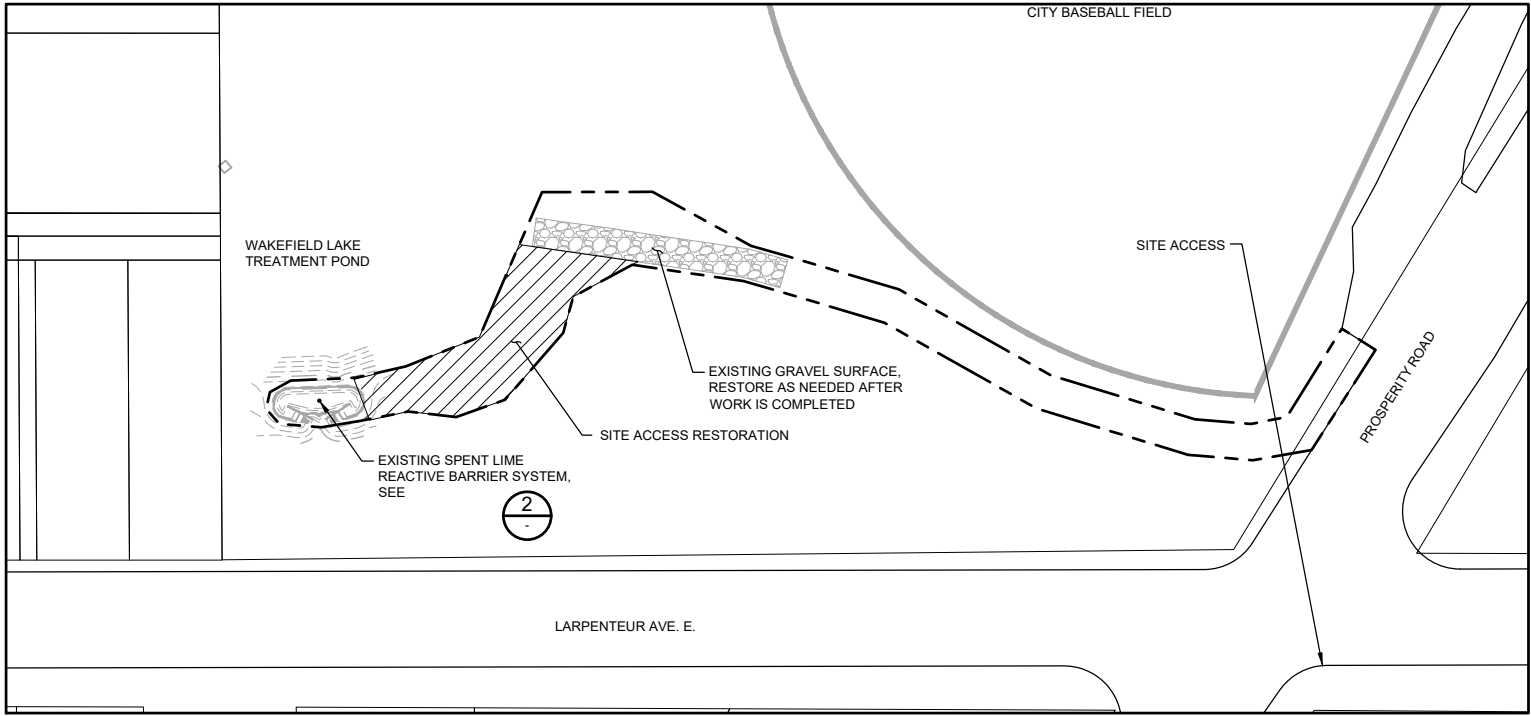 CITY BASEBALL FIELD
WAKEFIELD LAKE
TREATMENT POND
SITE ACCESS
PROSPERITY ROAD
EXISTING GRAVEL SURFACE,
RESTORE AS NEEDED AFTER
WORK IS COMPLETED
SITE ACCESS RESTORATION
EXISTING SPENT LIME
REACTIVE BARRIER SYSTEM,
SEE
2
-
LARPENTEUR AVE. E.